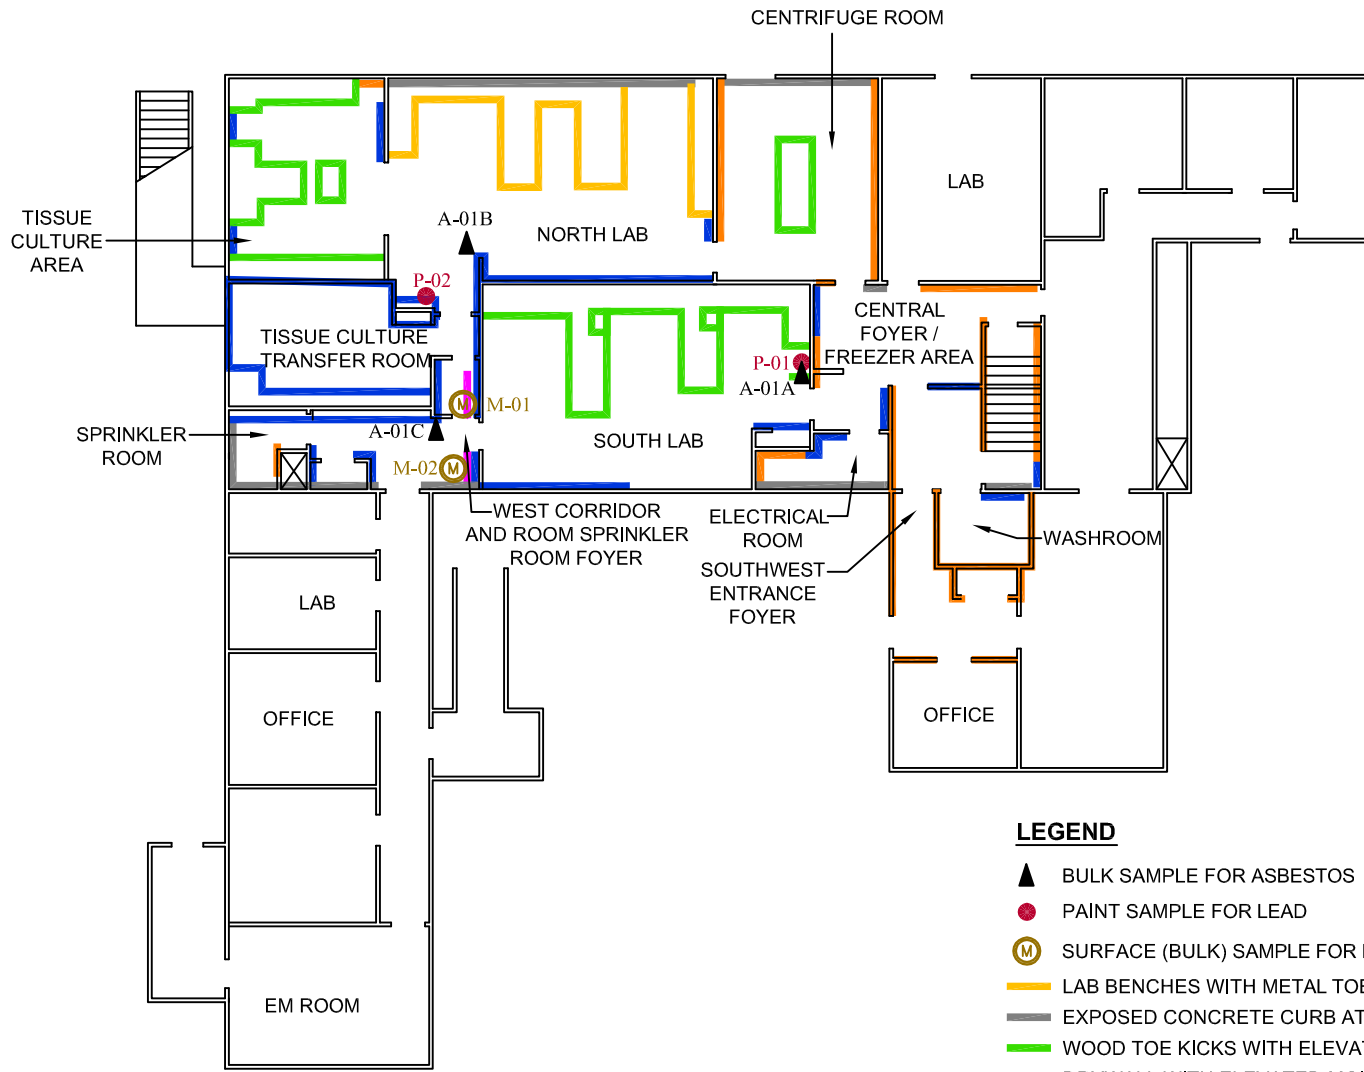 CENTRIFUGE ROOM
LAB
TISSUE
CULTURE
AREA
A-01B
NORTH LAB
P-02
TISSUE CULTURE
TRANSFER ROOM
CENTRAL
FOYER /
FREEZER AREA
P-01
A-01A
M-01
A-01C
SPRINKLER
ROOM
SOUTH LAB
M-02
M
M
WEST CORRIDOR
AND ROOM SPRINKLER
ROOM FOYER
ELECTRICAL
ROOM
SOUTHWEST
ENTRANCE
FOYER
WASHROOM
LAB
OFFICE
OFFICE
EM ROOM
LEGEND
BULK SAMPLE FOR ASBESTOS
PAINT SAMPLE FOR LEAD
M SURFACE (BULK) SAMPLE FOR
LAB BENCHES WITH METAL TOE
EXPOSED CONCRETE CURB AT
WOOD TOE KICKS WITH ELEVAT